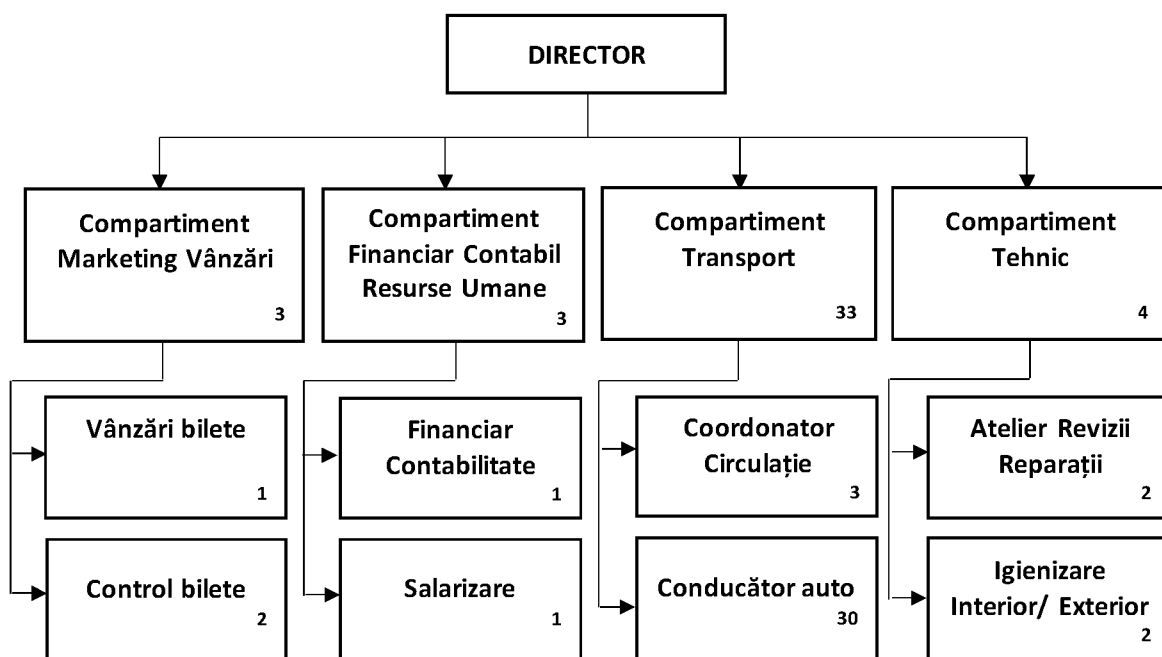 DIRECTOR
Compartiment
Marketing Vânzări
3
Compartiment
Financiar Contabil
Resurse Umane
3
Compartiment
Transport
33
Compartiment
Tehnic
4
Vânzări bilete
1
Financiar
Contabilitate
1
Coordonator
Circulație
3
Atelier Revizii
Reparații
2
Control bilete
2
Salarizare
1
Conducător auto
30
Igienizare
Interior/ Exterior
2